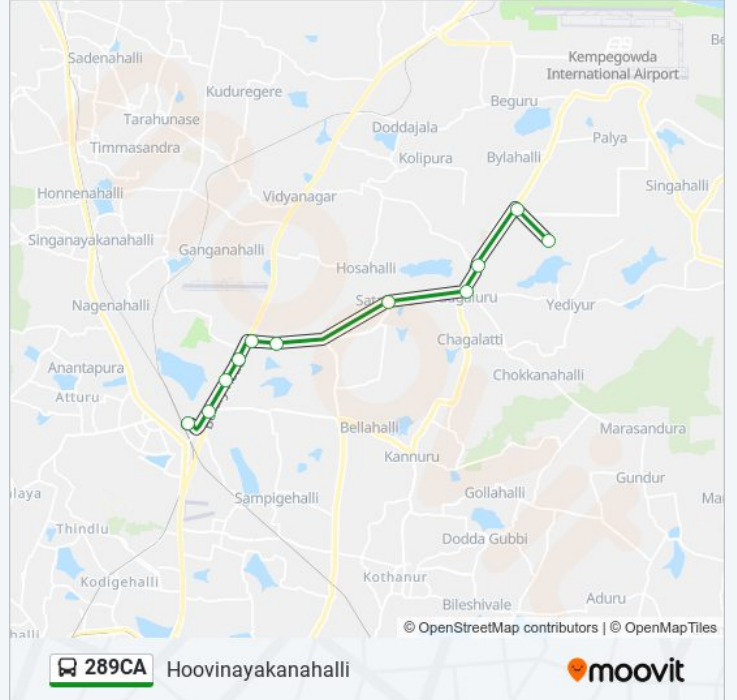 Kempegowda
International Airport
Sadenahalli
Kuduregere
Beguru
Tarahunase
Doddajala
Palya
Timmasandra
Kolipura
Bylahalli
Honnenahalli
Vidyanagar
Singahalli
Singanayakanahalli
Ganganahalli
Hosahalli
Nagenahalli
Yediyur
Chagalatti
Anantapura
Chokkanahalli
Atturu
Bellahalli
Marasandura
Kannuru
Gundur
Gollahalli
Sampigehalli
Thindlu
Dodda Gubbi
Kodigehalli
Kothanur
Bileshivale
Aduru
© OpenStreetMap contributors | © OpenMapTiles
289CA
Hoovinayakanahalli
moovit